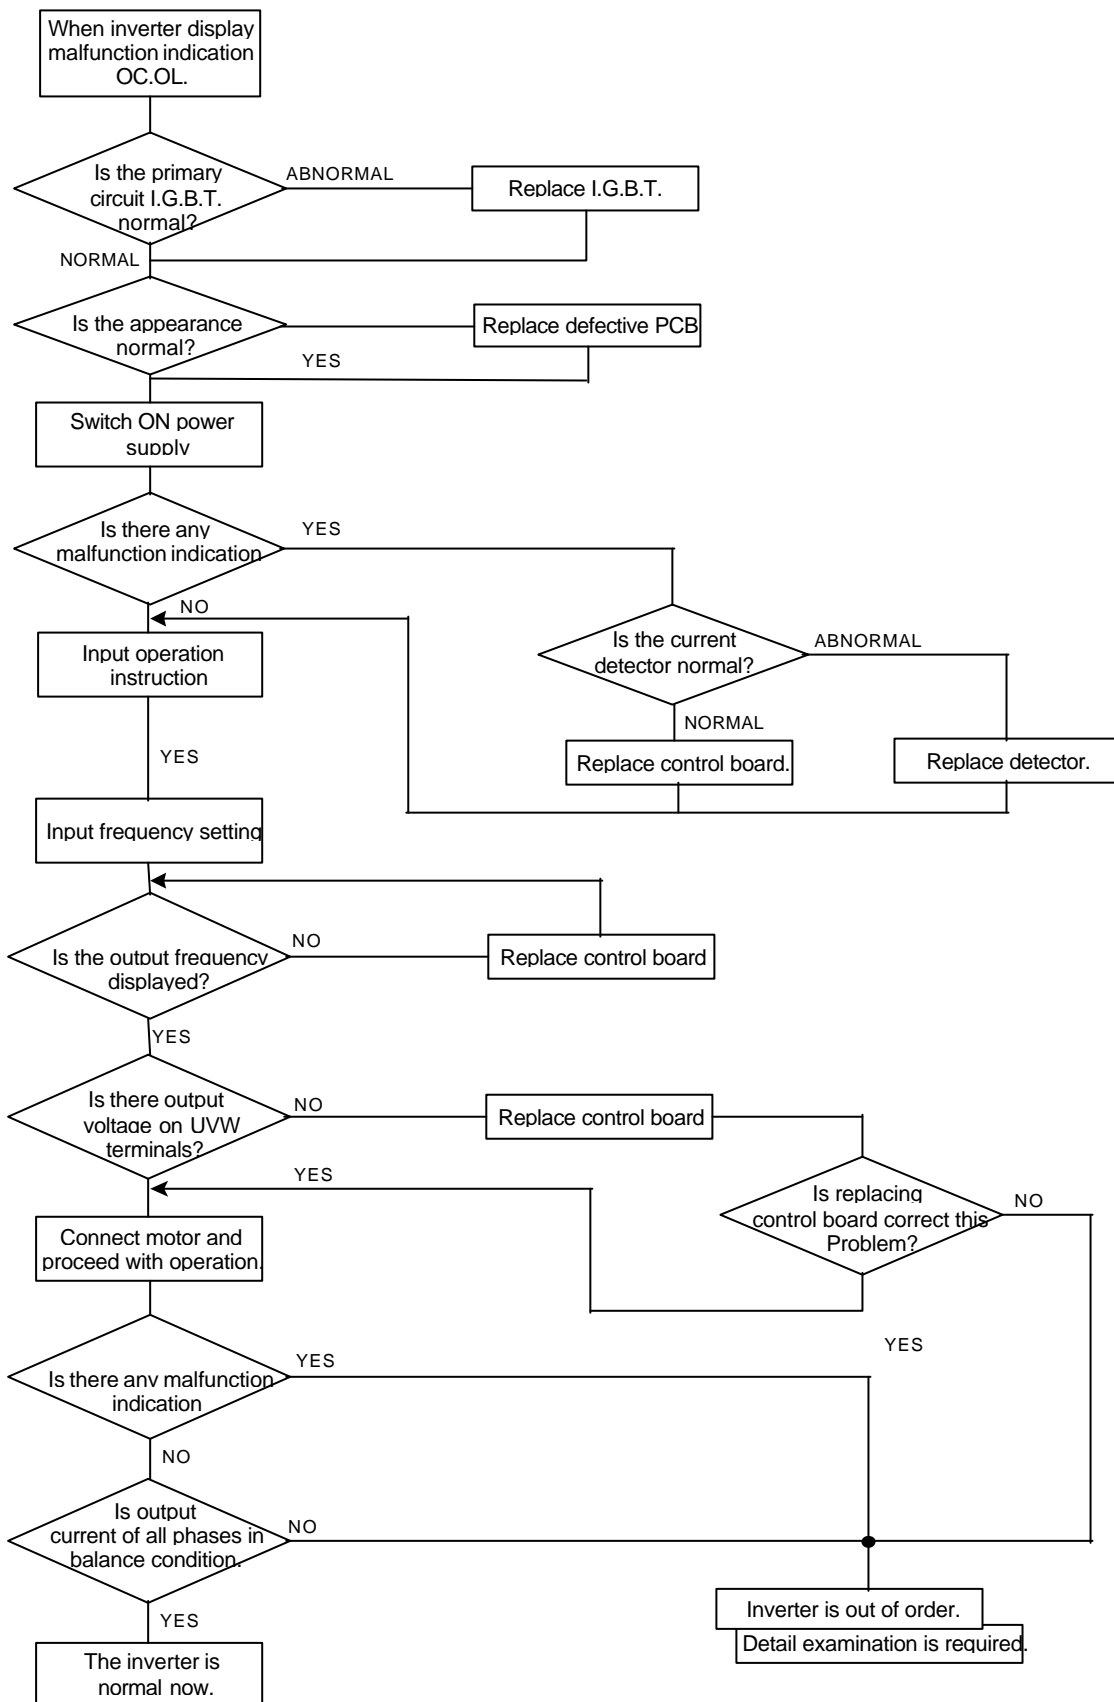 When inverter display
malfunction indication
OC.OL.
Is the primary
circuit I.G.B.T.
normal?
ABNORMAL
Replace I.G.B.T.
NORMAL
Is the appearance
normal?
Replace defective PCB
YES
Switch ON power
supply
Is there any
malfunction indication
YES
NO
Input operation
instruction
Is the current
detector normal?
ABNORMAL
NORMAL
Replace control board.
Replace detector.
YES
Input frequency setting
Is the output frequency
displayed?
NO
Replace control board
YES
Is there output
voltage on UVW
terminals?
NO
Replace control board
YES
Is replacing
control board correct this
Problem?
NO
Connect motor and
proceed with operation.
YES
Is there any malfunction
indication
YES
NO
Is output
current of all phases in
balance condition.
NO
Inverter is out of order.
Detail examination is required.
YES
The inverter is
normal now.